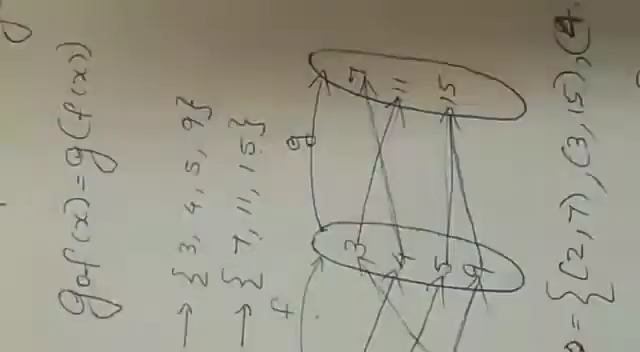 gof(x) = g(f(x))
→ {3, 4, 5, 9}
→ {7, 11, 15}
f
g
3
4
5
9
7
11
15
= {(2,7), (3,15), (4